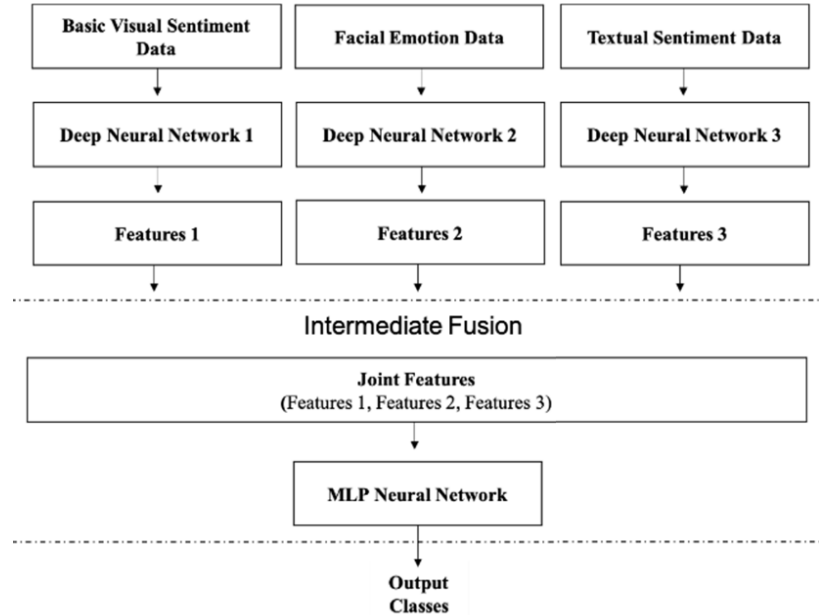 Basic Visual Sentiment
Data
Facial Emotion Data
Textual Sentiment Data
Deep Neural Network 1
Deep Neural Network 2
Deep Neural Network 3
Features 1
Features 2
Features 3
Intermediate Fusion
Joint Features
(Features 1, Features 2, Features 3)
MLP Neural Network
Output
Classes